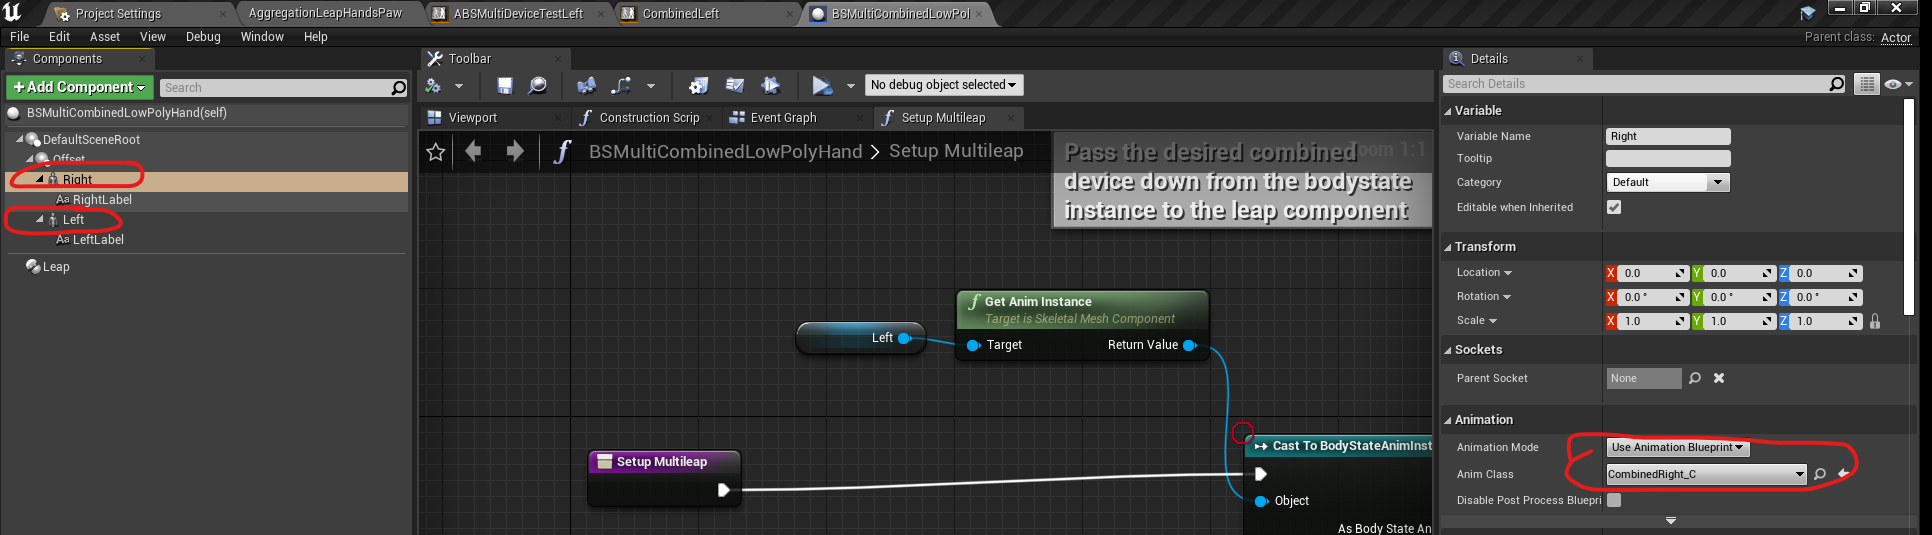 Project Settings
AggregationLeapHandsPaw
ABSMultiDeviceTestLeft
CombinedLeft
BSMultiCombinedLowPol
File Edit Asset View Debug Window Help
Parent class: Actor
Components
Toolbar
Details
+Add Component
Search
No debug object selected
Search Details
BSMultiCombinedLowPolyHand(self)
DefaultSceneRoot
Offset
Right
Aa RightLabel
Left
Aa LeftLabel
Leap
Viewport
Construction Scrip
Event Graph
Setup Multileap
BSMultiCombinedLowPolyHand > Setup Multileap
Zoom 1:1
Pass the desired combined
device down from the bodystate
instance to the leap component
Left
Get Anim Instance
Target is Skeletal Mesh Component
Target
Return Value
Setup Multileap
Cast To BodyStateAnimInst
Object
As Body State An
Variable
Variable Name Right
Tooltip
Category Default
Editable when Inherited
Transform
Location X 0.0 Y 0.0 Z 0.0
Rotation X 0.0 ° Y 0.0 ° Z 0.0 °
Scale X 1.0 Y 1.0 Z 1.0
Sockets
Parent Socket None
Animation
Animation Mode Use Animation Blueprint
Anim Class CombinedRight_C
Disable Post Process Bluepri